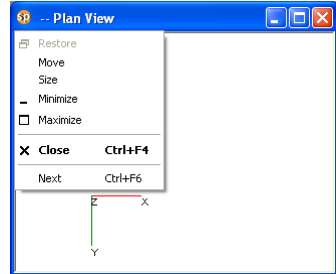 -- Plan View
Restore
Move
Size
Minimize
Maximize
Close Ctrl+F4
Next Ctrl+F6
Z X
Y